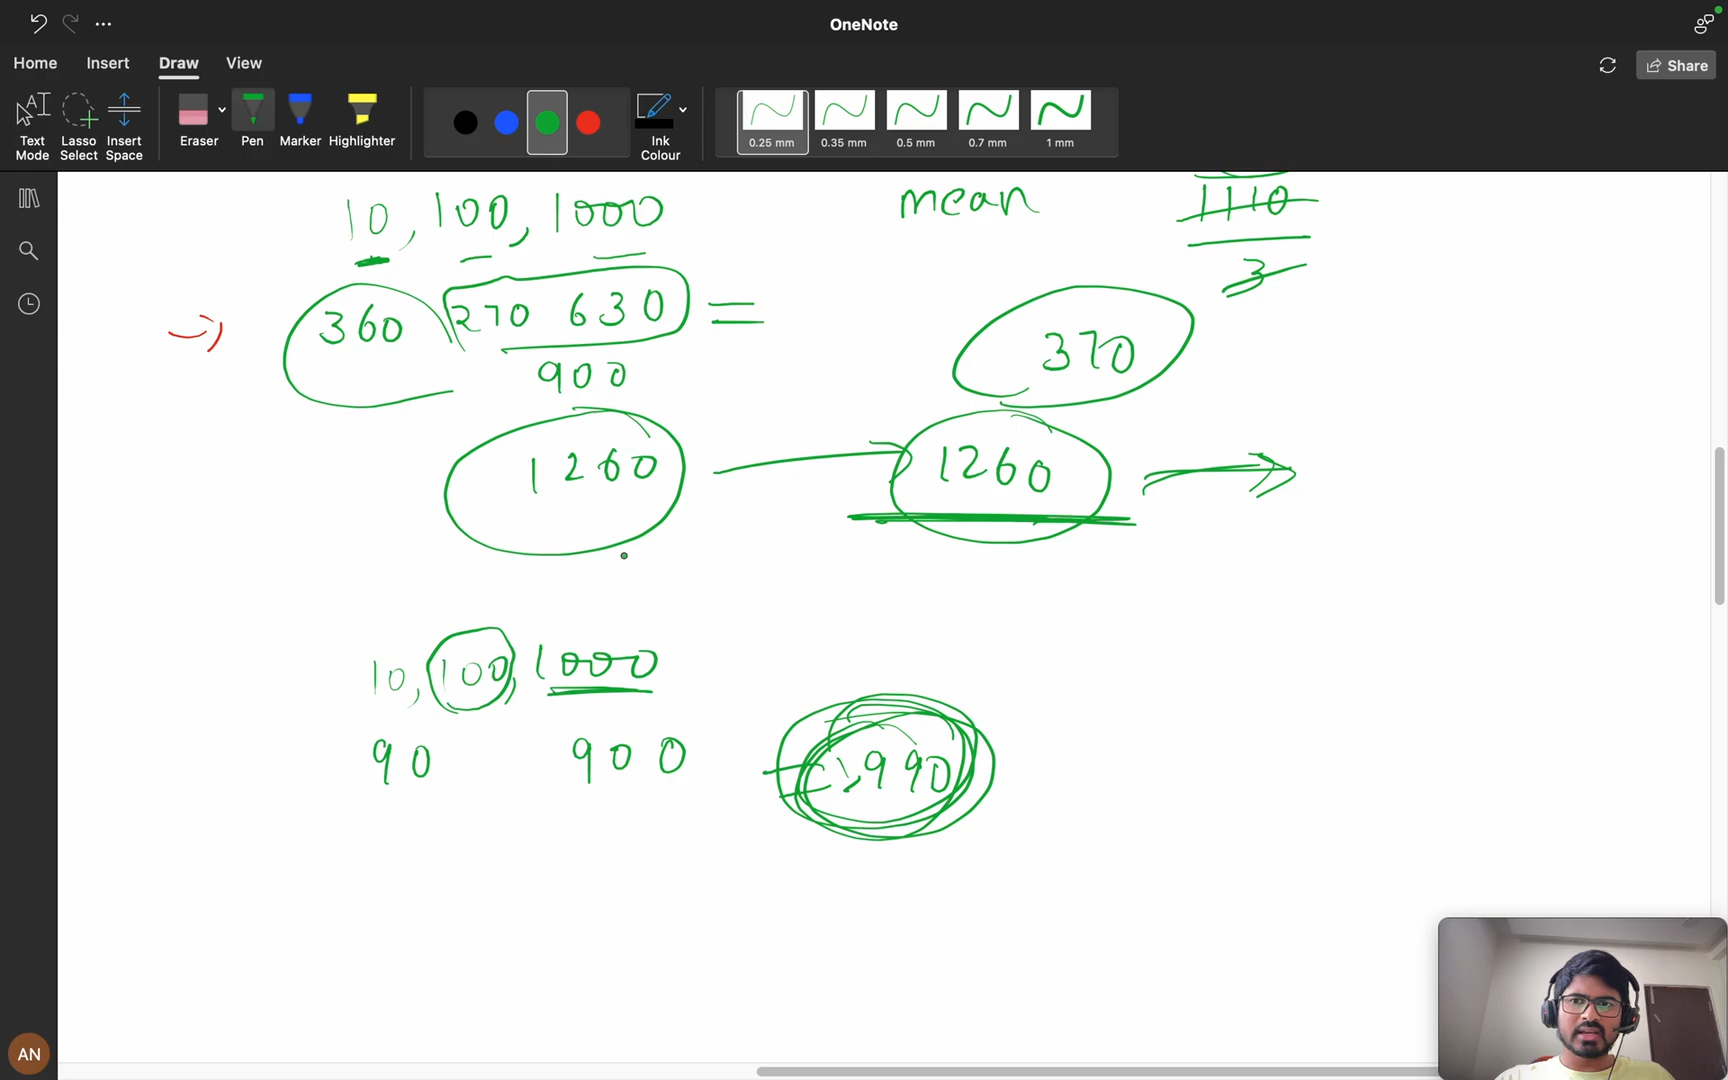 OneNote
Home Insert Draw View
Share
Text Mode
Lasso Select
Insert Space
Eraser
Pen
Marker
Highlighter
Ink Colour
0.25 mm
0.35 mm
0.5 mm
0.7 mm
1 mm
10, 100, 1000
mean
1110
3
360 270 630 =
370
900
1260
1260
10, 100, 1000
90 900
990
AN